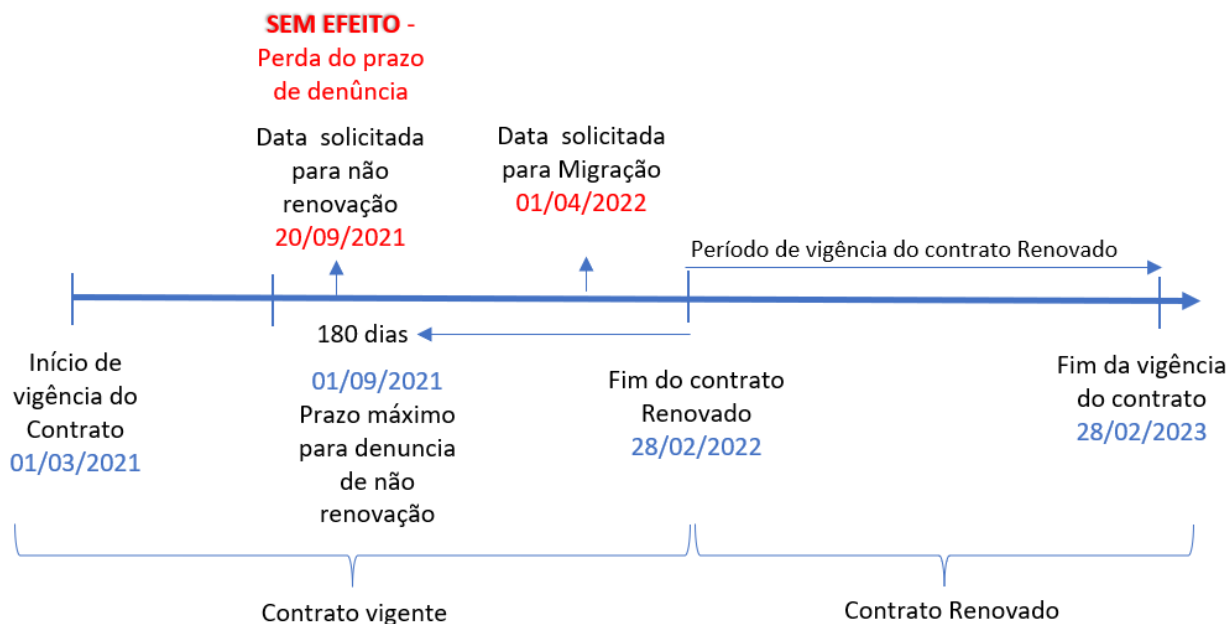 SEM EFEITO -
Perda do prazo
de denûncia
Data solicitada
para não
renovação
20/09/2021
Data solicitada
para Migração
01/04/2022
Período de vigência do contrato Renovado
180 dias
Início de
vigência do
Contrato
01/03/2021
01/09/2021
Prazo máximo
para denuncia
de não
renovação
Fim do contrato
Renovado
28/02/2022
Fim da vigência
do contrato
28/02/2023
Contrato vigente
Contrato Renovado